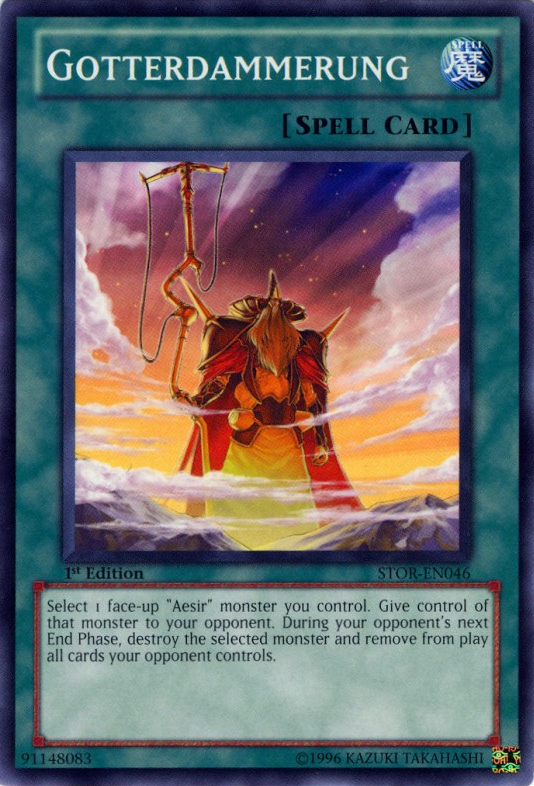 GOTTERDAMMERUNG
SPELL
魔
[SPELL CARD]
1st Edition
STOR-EN046
Select 1 face-up "Aesir" monster you control. Give control of
that monster to your opponent. During your opponent's next
End Phase, destroy the selected monster and remove from play
all cards your opponent controls.
91148083
©1996 KAZUKI TAKAHASHI